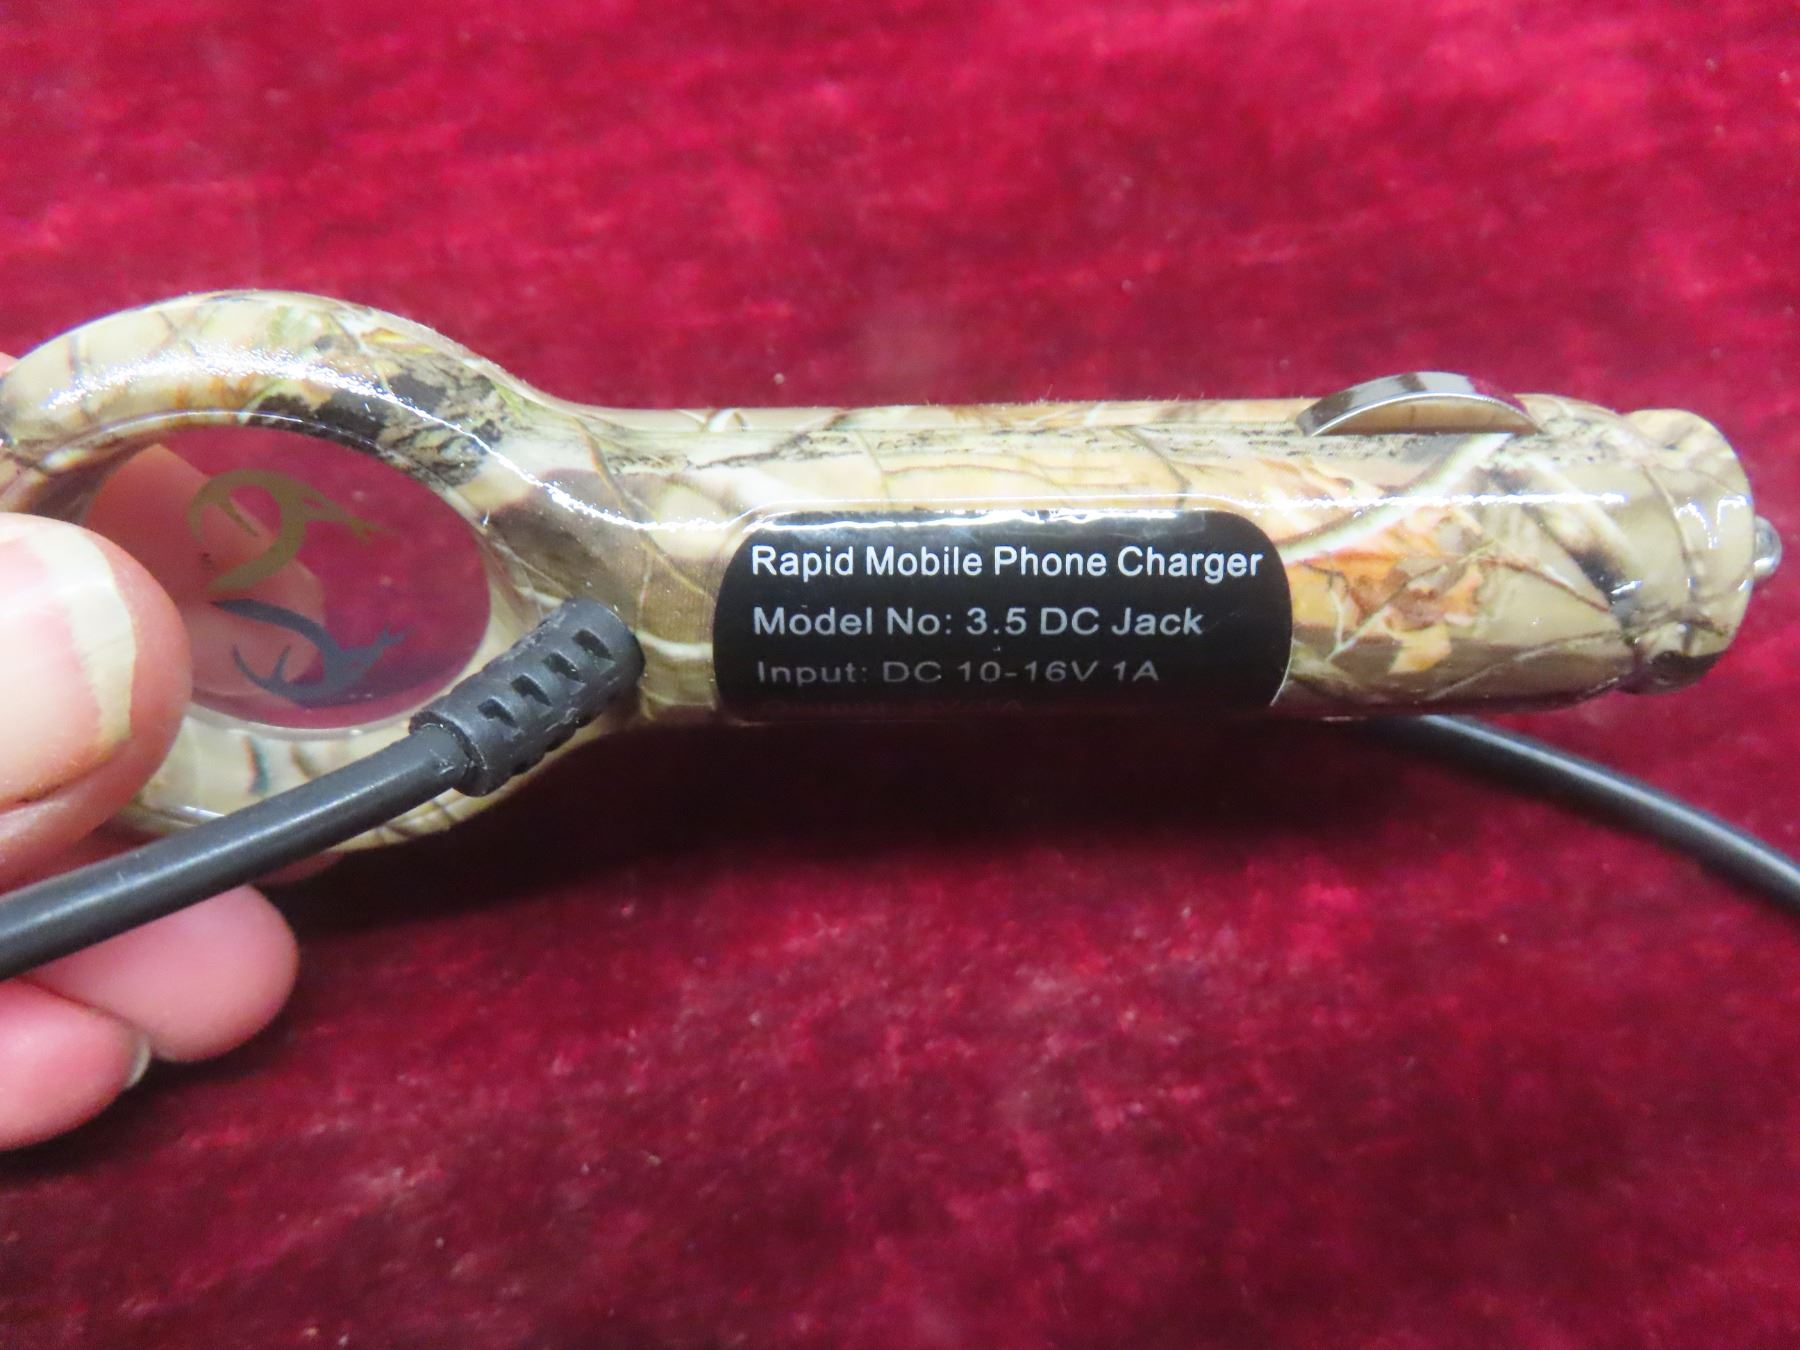 Rapid Mobile Phone Charger
Model No: 3.5 DC Jack
Input: DC 10-16V 1A